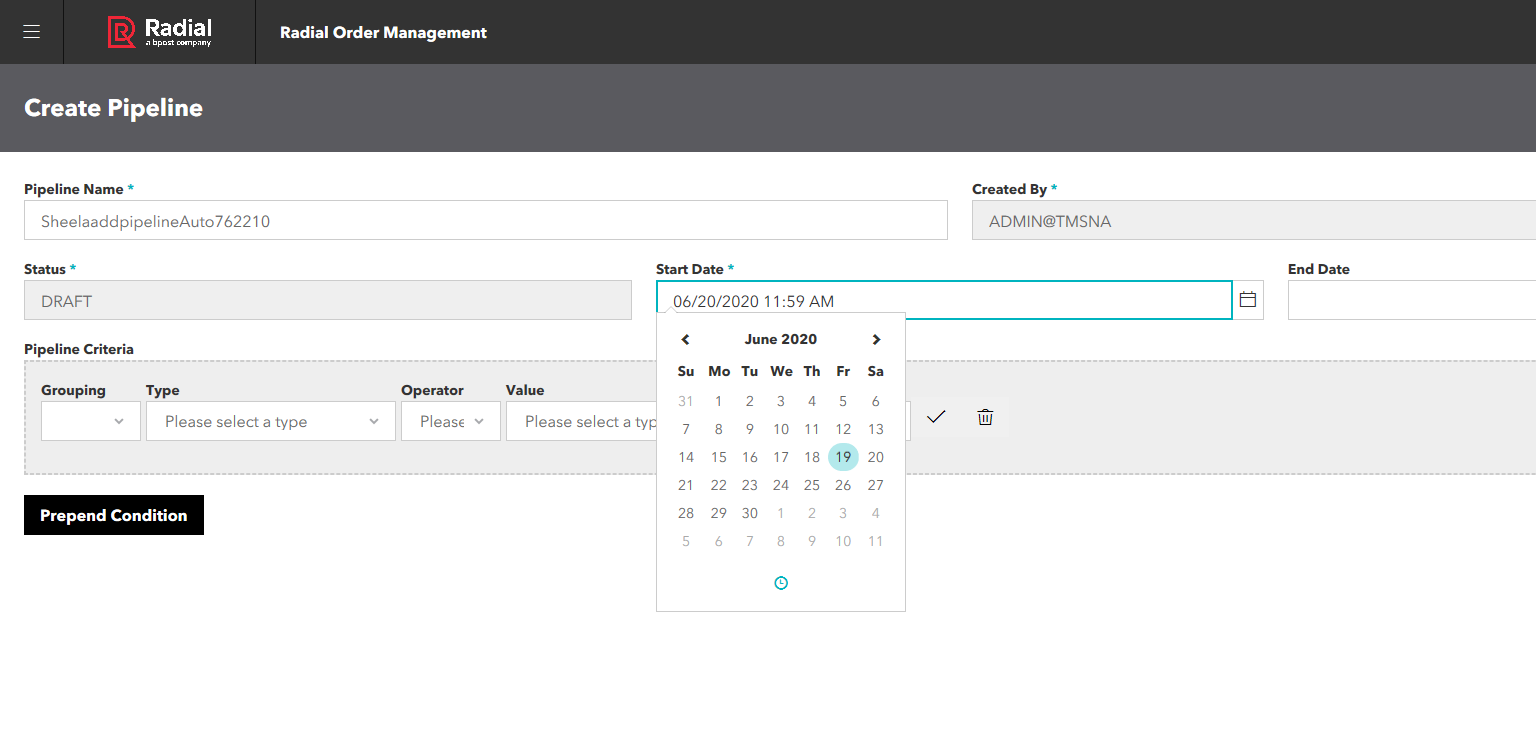 Radial
a bpost company
Radial Order Management
Create Pipeline
Pipeline Name *
Created By *
SheelaaddpipelineAuto762210
ADMIN@TMSNA
Status *
Start Date *
End Date
DRAFT
06/20/2020 11:59 AM
Pipeline Criteria
June 2020
Su Mo Tu We Th Fr Sa
31 1 2 3 4 5 6
7 8 9 10 11 12 13
14 15 16 17 18 19 20
21 22 23 24 25 26 27
28 29 30 1 2 3 4
5 6 7 8 9 10 11
Grouping Type Operator Value
Please select a type
Please
Please select a typ
Prepend Condition